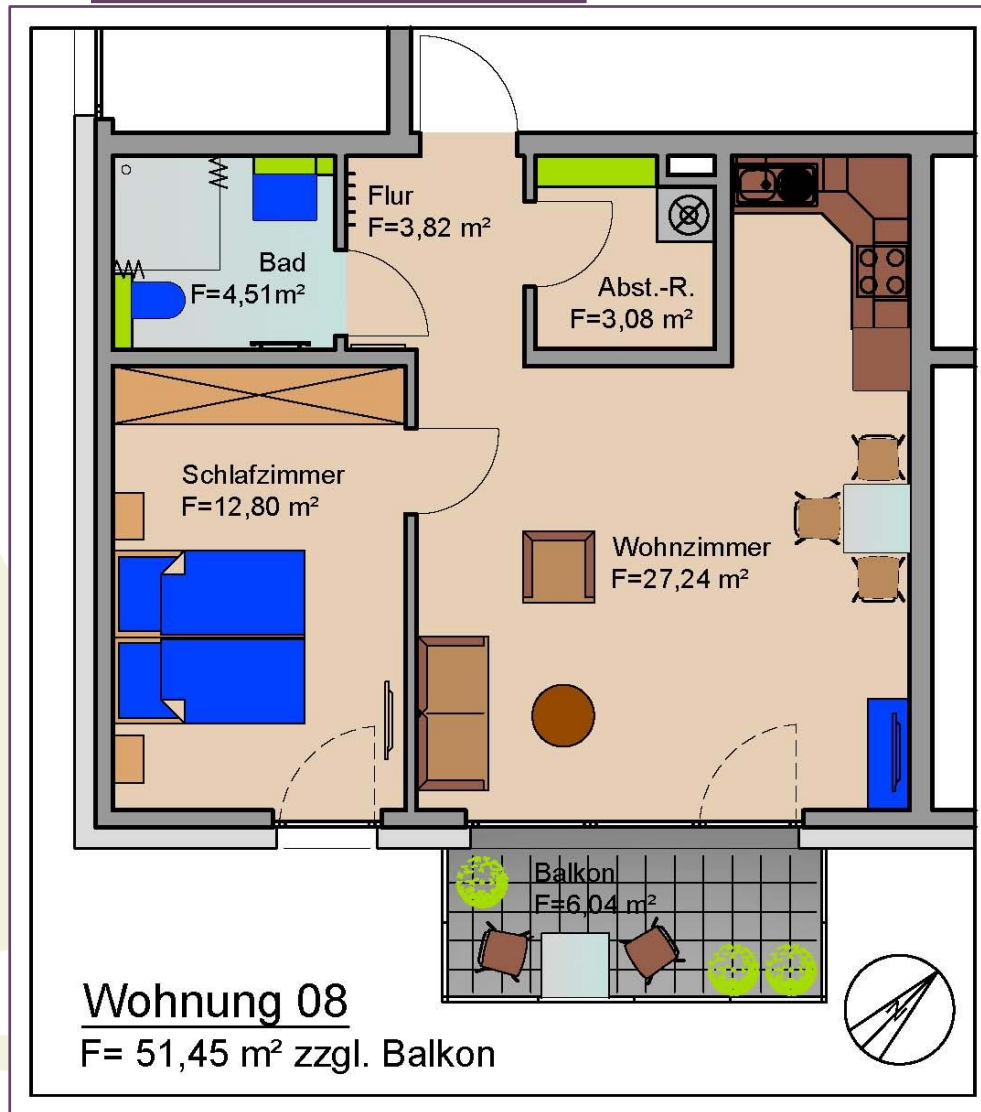 Flur
F=3,82 m²
Bad
F=4,51m²
Abst.-R.
F=3,08 m²
Schlafzimmer
F=12,80 m²
Wohnzimmer
F=27,24 m²
Balkon
F=6,04 m²
N
Wohnung 08
F= 51,45 m² zzgl. Balkon